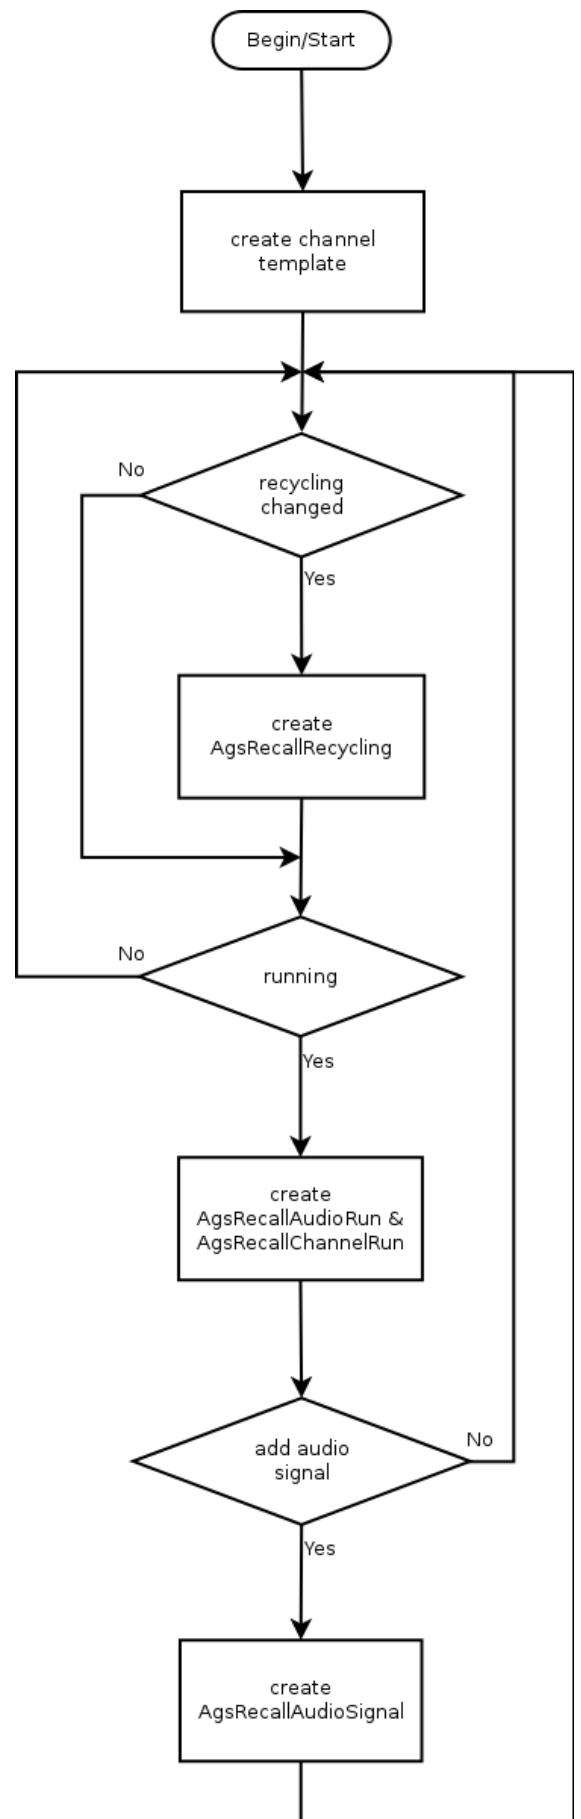 Begin/Start
create channel
template
No
recycling
changed
Yes
create
AgsRecallRecycling
No
running
Yes
create
AgsRecallAudioRun &
AgsRecallChannelRun
add audio
signal
No
Yes
create
AgsRecallAudioSignal